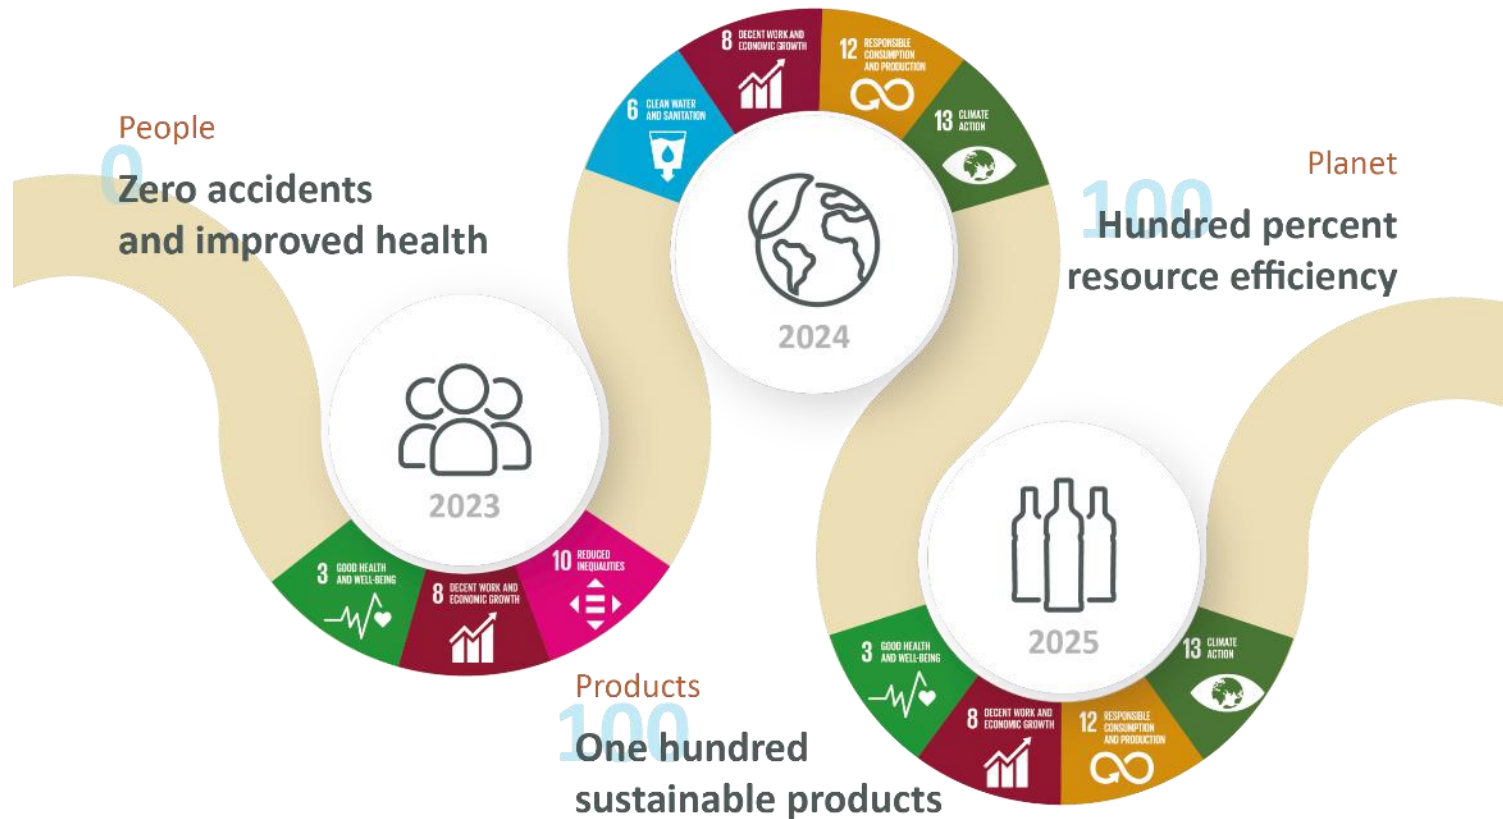 People
0
Zero accidents
and improved health
2023
3 GOOD HEALTH
AND WELL-BEING
8 DECENT WORK AND
ECONOMIC GROWTH
10 REDUCED
INEQUALITIES
6 CLEAN WATER
AND SANITATION
8 DECENT WORK AND
ECONOMIC GROWTH
12 RESPONSIBLE
CONSUMPTION
AND PRODUCTION
13 CLIMATE
ACTION
2024
Planet
100
Hundred percent
resource efficiency
Products
100
One hundred
sustainable products
2025
3 GOOD HEALTH
AND WELL-BEING
8 DECENT WORK AND
ECONOMIC GROWTH
12 RESPONSIBLE
CONSUMPTION
AND PRODUCTION
13 CLIMATE
ACTION